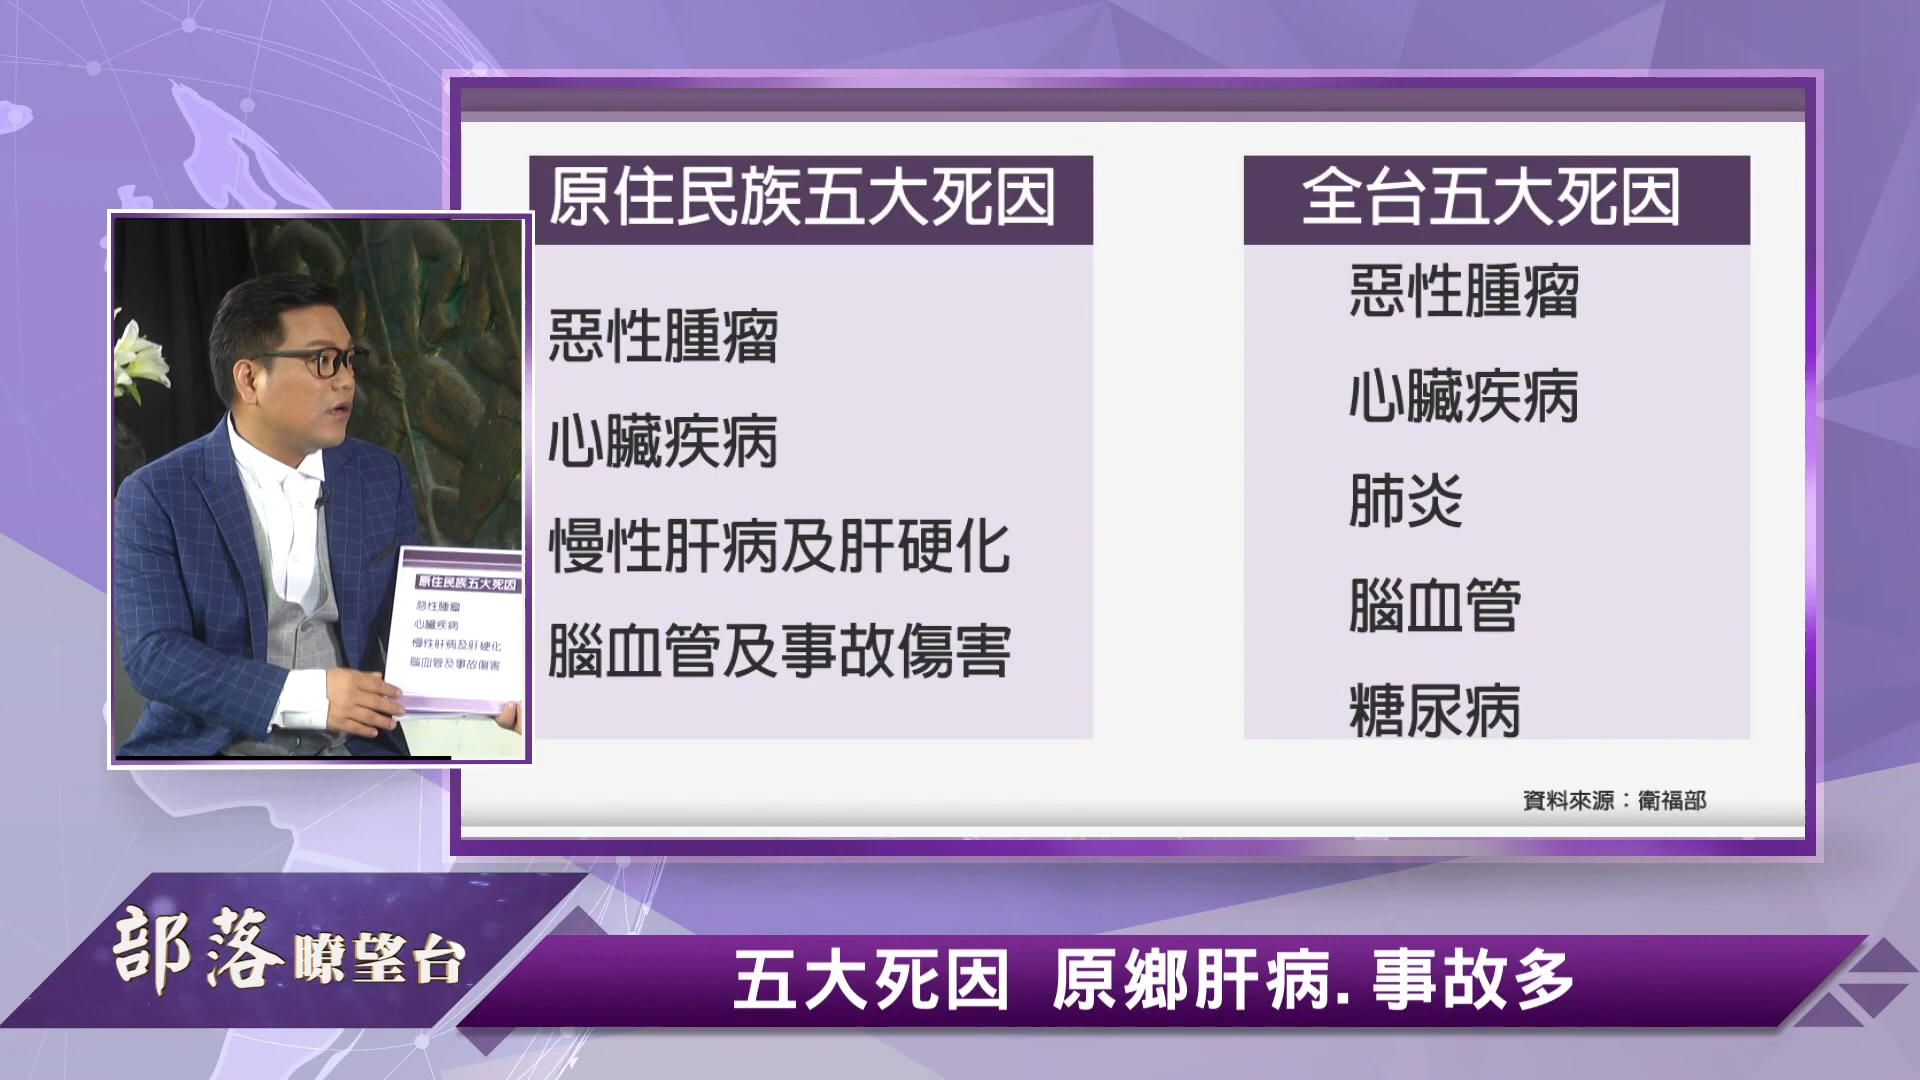 原住民族五大死因
惡性腫瘤
心臟疾病
慢性肝病及肝硬化
腦血管及事故傷害
全台五大死因
惡性腫瘤
心臟疾病
肺炎
腦血管
糖尿病
資料來源：衛福部
原住民族五大死因
惡性腫瘤
心臟疾病
慢性肝病及肝硬化
腦血管及事故傷害
部落瞭望台
五大死因 原鄉肝病.事故多